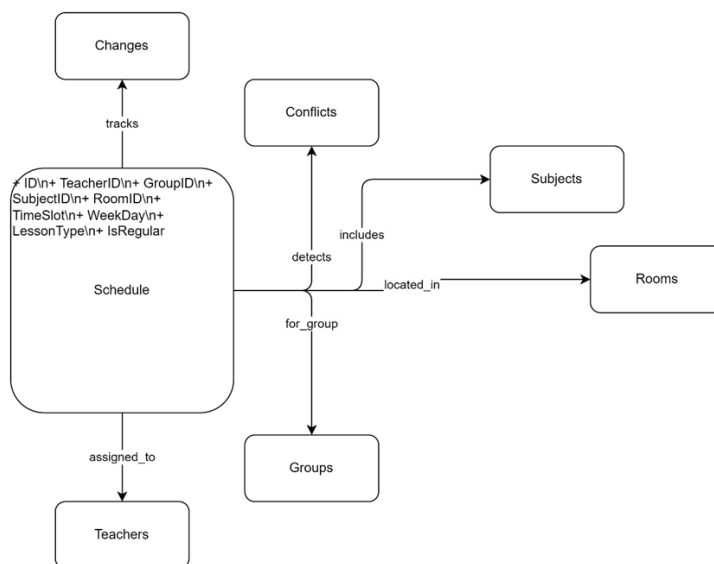 Changes
tracks
Conflicts
+ ID\n+ TeacherID\n+ GroupID\n+
SubjectID\n+ RoomID\n+
TimeSlot\n+ WeekDay\n+
LessonType\n+ IsRegular
Schedule
Subjects
includes
detects
located_in
Rooms
for_group
assigned_to
Groups
Teachers